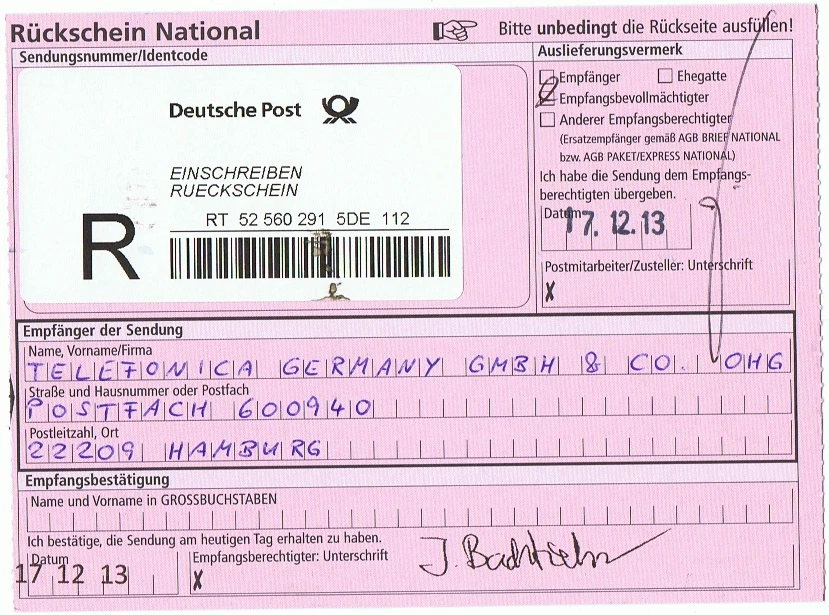 Rückschein National
Bitte unbedingt die Rückseite ausfüllen!
Sendungsnummer/Identcode
Deutsche Post
EINSCHREIBEN
RUECKSCHEIN
R
RT 52 560 291 5DE 112
Auslieferungsvermerk
Empfänger Ehegatte
Empfangsbevollmächtigter
Anderer Empfangsberechtigter
(Ersatzempfänger gemäß AGB BRIEF NATIONAL
bzw. AGB PAKET/EXPRESS NATIONAL)
Ich habe die Sendung dem Empfangs-
berechtigten übergeben.
Datum
17. 12. 13
Postmitarbeiter/Zusteller: Unterschrift
X
Empfänger der Sendung
Name, Vorname/Firma
TELEFONICA GERMANY GMBH & CO. OHG
Straße und Hausnummer oder Postfach
POSTFACH 600940
Postleitzahl, Ort
22209 HAMBURG
Empfangsbestätigung
Name und Vorname in GROSSBUCHSTABEN
Ich bestätige, die Sendung am heutigen Tag erhalten zu haben.
Datum
17 12 13
Empfangsberechtigter: Unterschrift
X
J.